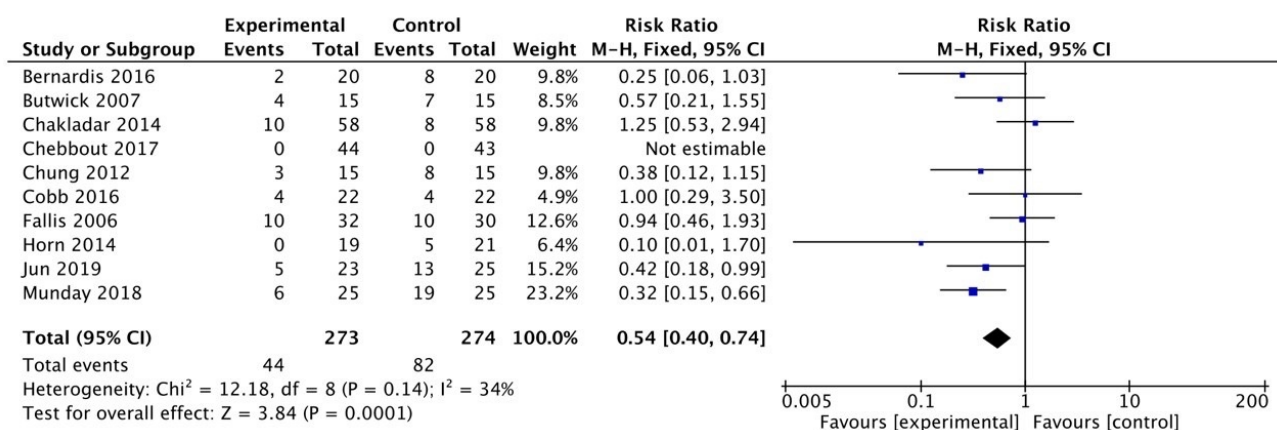 Experimental Control Risk Ratio Risk Ratio
Study or Subgroup Events Total Events Total Weight M-H, Fixed, 95% CI M-H, Fixed, 95% CI
Bernardis 2016 2 20 8 20 9.8% 0.25 [0.06, 1.03]
Butwick 2007 4 15 7 15 8.5% 0.57 [0.21, 1.55]
Chakladar 2014 10 58 8 58 9.8% 1.25 [0.53, 2.94]
Chebbout 2017 0 44 0 43 Not estimable
Chung 2012 3 15 8 15 9.8% 0.38 [0.12, 1.15]
Cobb 2016 4 22 4 22 4.9% 1.00 [0.29, 3.50]
Fallis 2006 10 32 10 30 12.6% 0.94 [0.46, 1.93]
Horn 2014 0 19 5 21 6.4% 0.10 [0.01, 1.70]
Jun 2019 5 23 13 25 15.2% 0.42 [0.18, 0.99]
Munday 2018 6 25 19 25 23.2% 0.32 [0.15, 0.66]
Total (95% CI) 273 274 100.0% 0.54 [0.40, 0.74]
Total events 44 82
Heterogeneity: Chi² = 12.18, df = 8 (P = 0.14); I² = 34%
Test for overall effect: Z = 3.84 (P = 0.0001)
0.005 0.1 1 10 200
Favours [experimental] Favours [control]